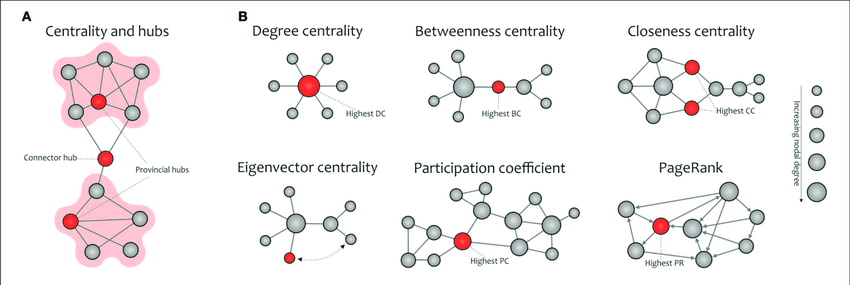 A
Centrality and hubs
Connector hub
Provincial hubs
B
Degree centrality
Highest DC
Betweenness centrality
Highest BC
Closeness centrality
Highest CC
Eigenvector centrality
Participation coefficient
Highest PC
PageRank
Highest PR
Increasing nodal degree